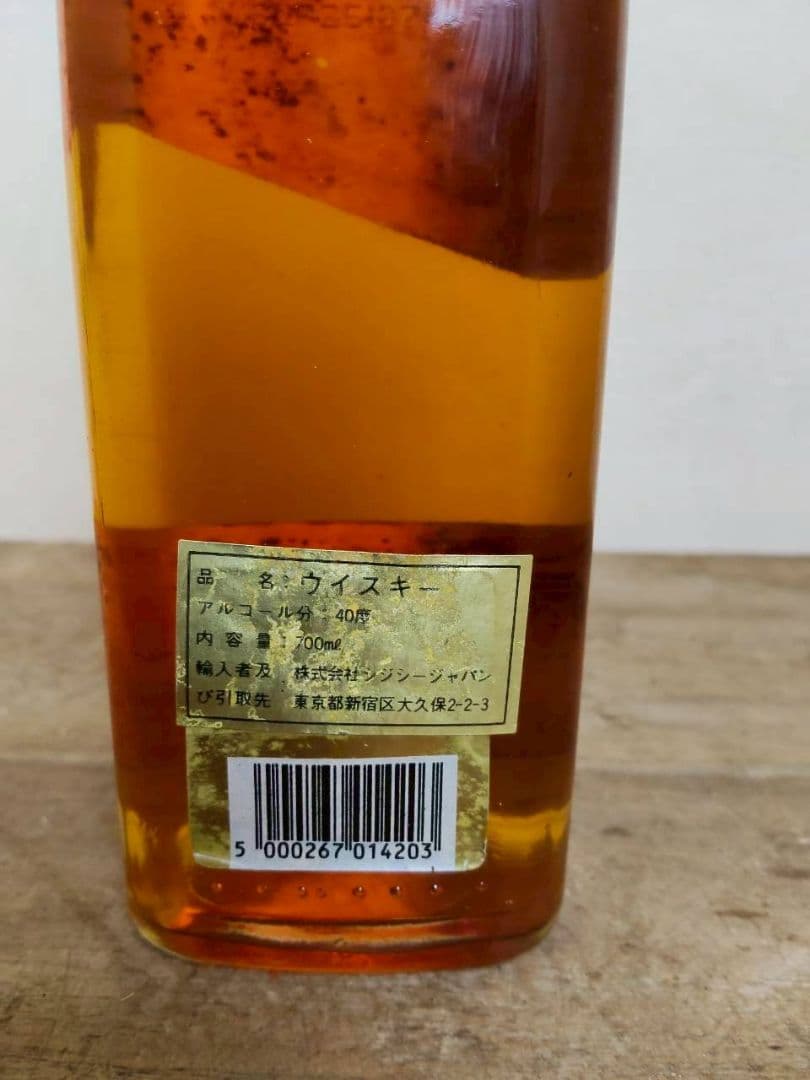 品名：ウイスキー
アルコール分：40度
内容量：700ml
輸入者及び引取先：株式会社シジシージャパン
東京都新宿区大久保2-2-3
5 000267 014203